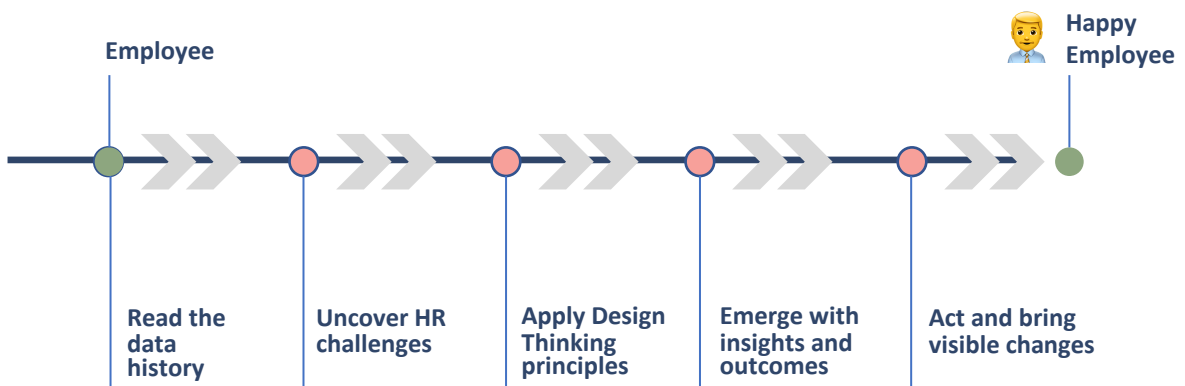 Employee
Happy
Employee
Read the
data
history
Uncover HR
challenges
Apply Design
Thinking
principles
Emerge with
insights and
outcomes
Act and bring
visible changes